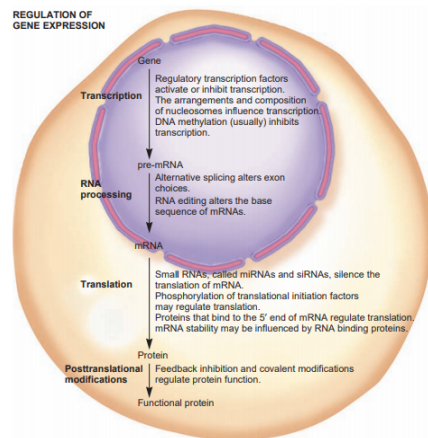 REGULATION OF
GENE EXPRESSION
Gene
Transcription
Regulatory transcription factors
activate or inhibit transcription.
The arrangements and composition
of nucleosomes influence transcription.
DNA methylation (usually) inhibits
transcription.
pre-mRNA
RNA
processing
Alternative splicing alters exon
choices.
RNA editing alters the base
sequence of mRNAs.
mRNA
Translation
Small RNAs, called miRNAs and siRNAs, silence the
translation of mRNA.
Phosphorylation of translational initiation factors
may regulate translation.
Proteins that bind to the 5′ end of mRNA regulate translation.
mRNA stability may be influenced by RNA binding proteins.
Protein
Posttranslational
modifications
Feedback inhibition and covalent modifications
regulate protein function.
Functional protein